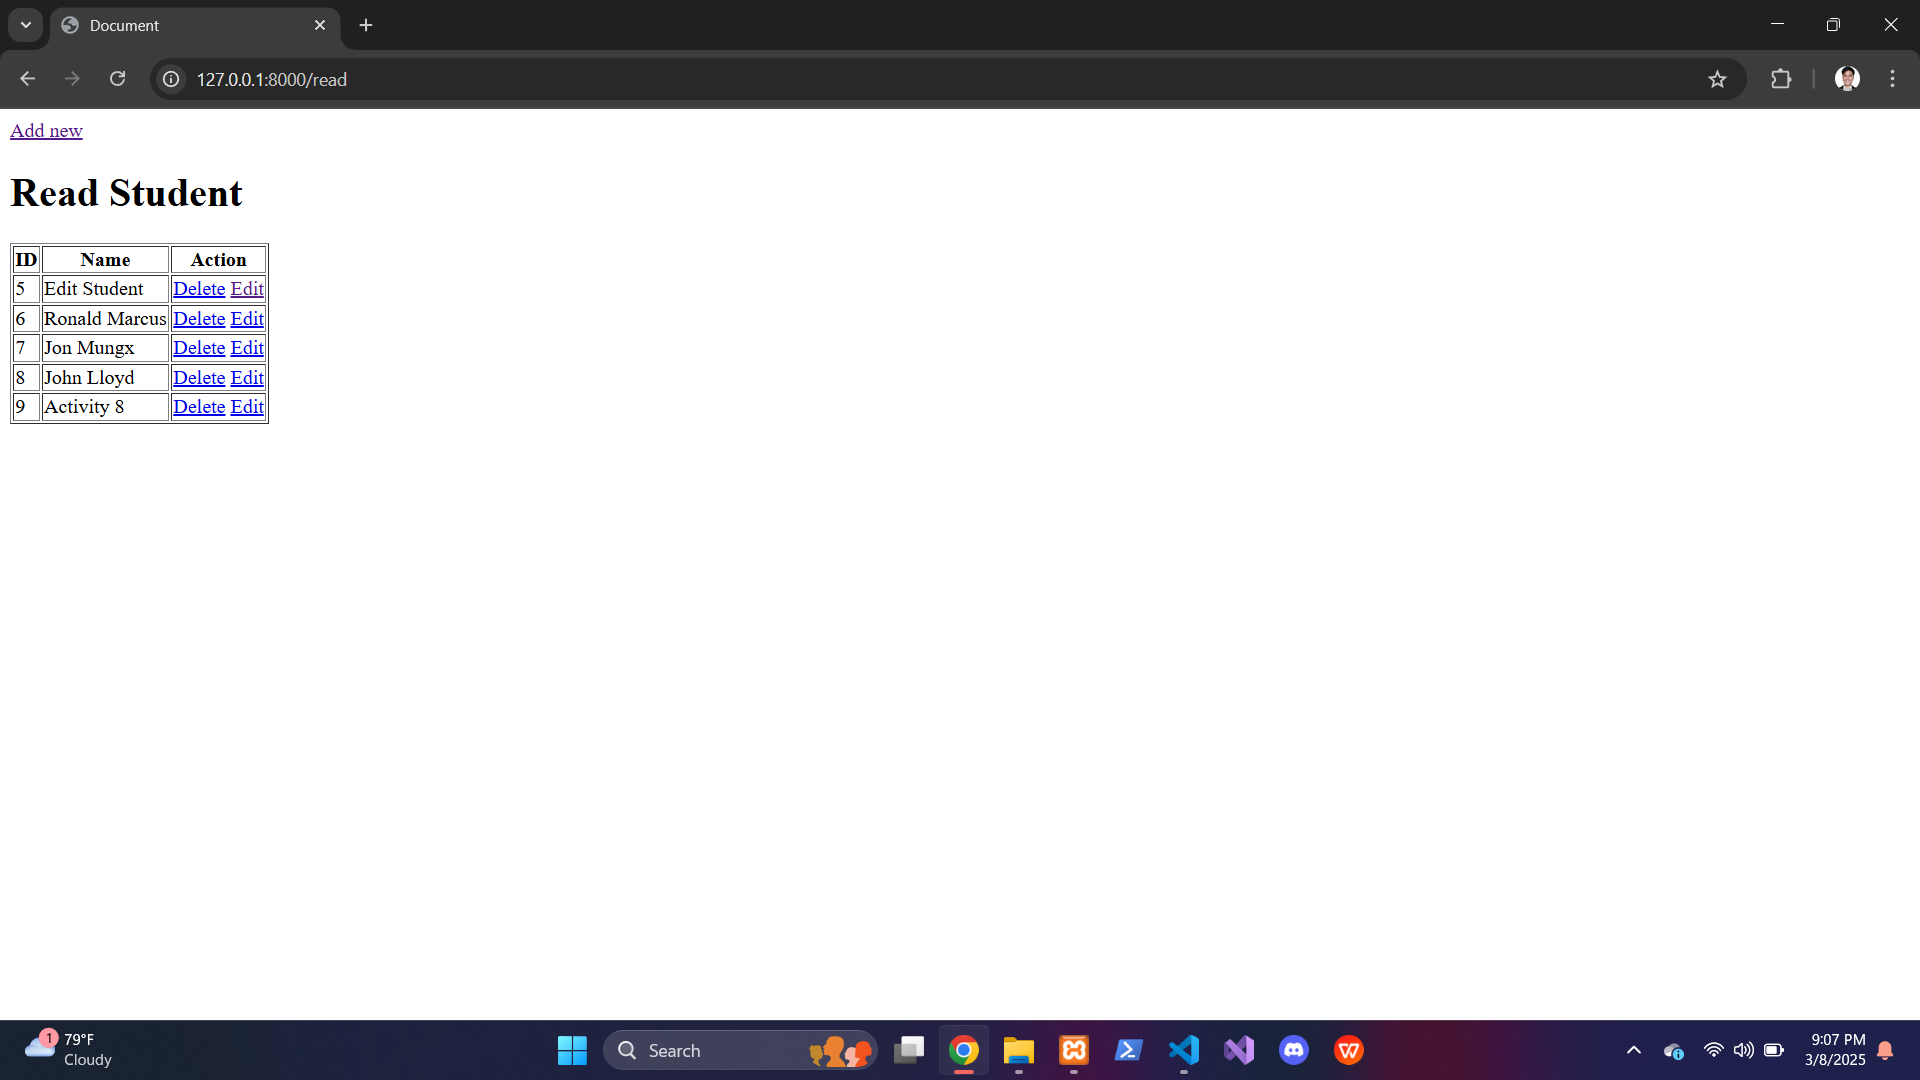 Document
127.0.0.1:8000/read
Add new
Read Student
ID Name Action
5 Edit Student Delete Edit
6 Ronald Marcus Delete Edit
7 Jon Mungx Delete Edit
8 John Lloyd Delete Edit
9 Activity 8 Delete Edit
1
79°F
Cloudy
Search
9:07 PM
3/8/2025